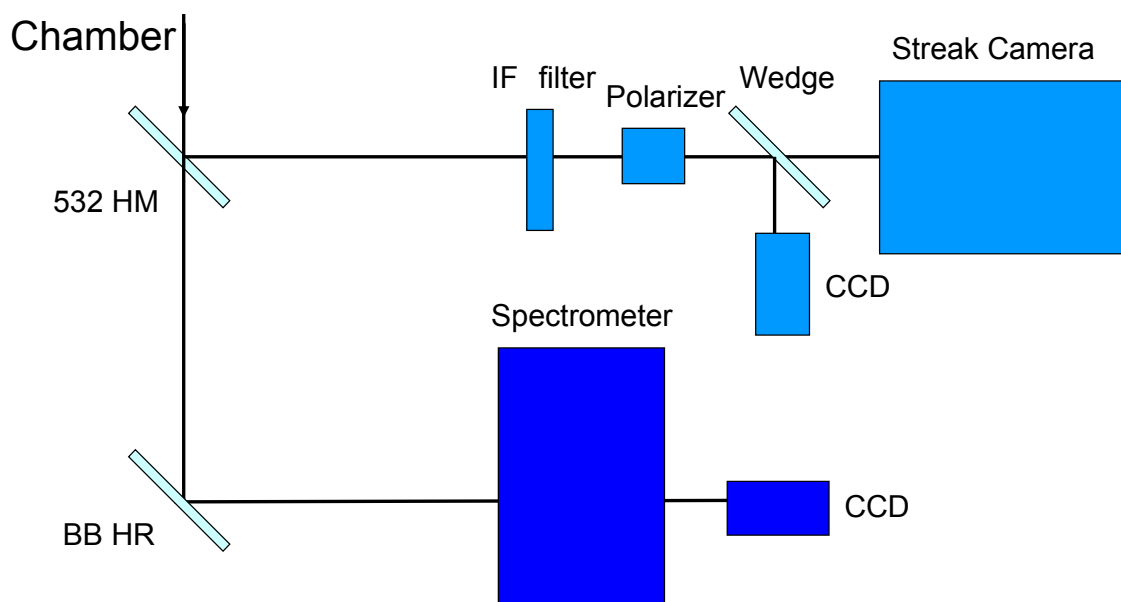 Chamber
Streak Camera
IF filter
Polarizer
Wedge
532 HM
CCD
Spectrometer
BB HR
CCD